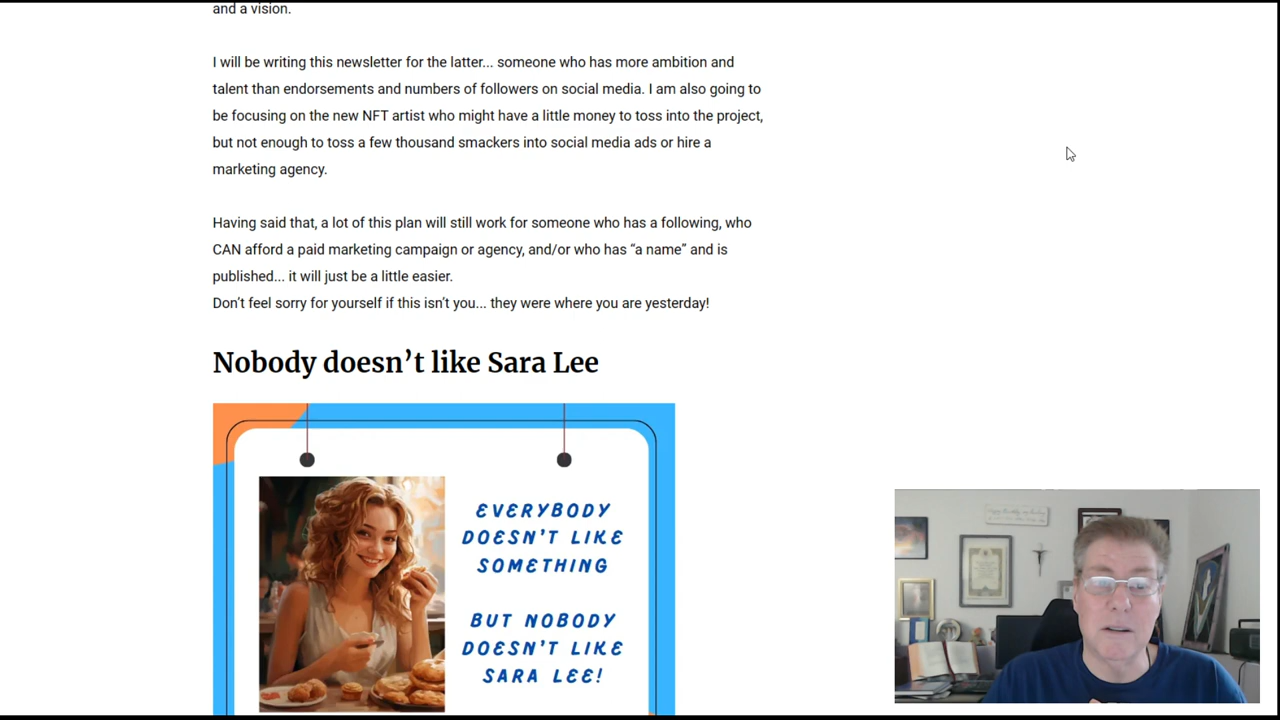 and a vision.
I will be writing this newsletter for the latter... someone who has more ambition and
talent than endorsements and numbers of followers on social media. I am also going to
be focusing on the new NFT artist who might have a little money to toss into the project,
but not enough to toss a few thousand smackers into social media ads or hire a
marketing agency.
Having said that, a lot of this plan will still work for someone who has a following, who
CAN afford a paid marketing campaign or agency, and/or who has “a name” and is
published... it will just be a little easier.
Don’t feel sorry for yourself if this isn’t you... they were where you are yesterday!
Nobody doesn’t like Sara Lee
EVERYBODY
DOESN'T LIKE
SOMETHING
BUT NOBODY
DOESN'T LIKE
SARA LEE!